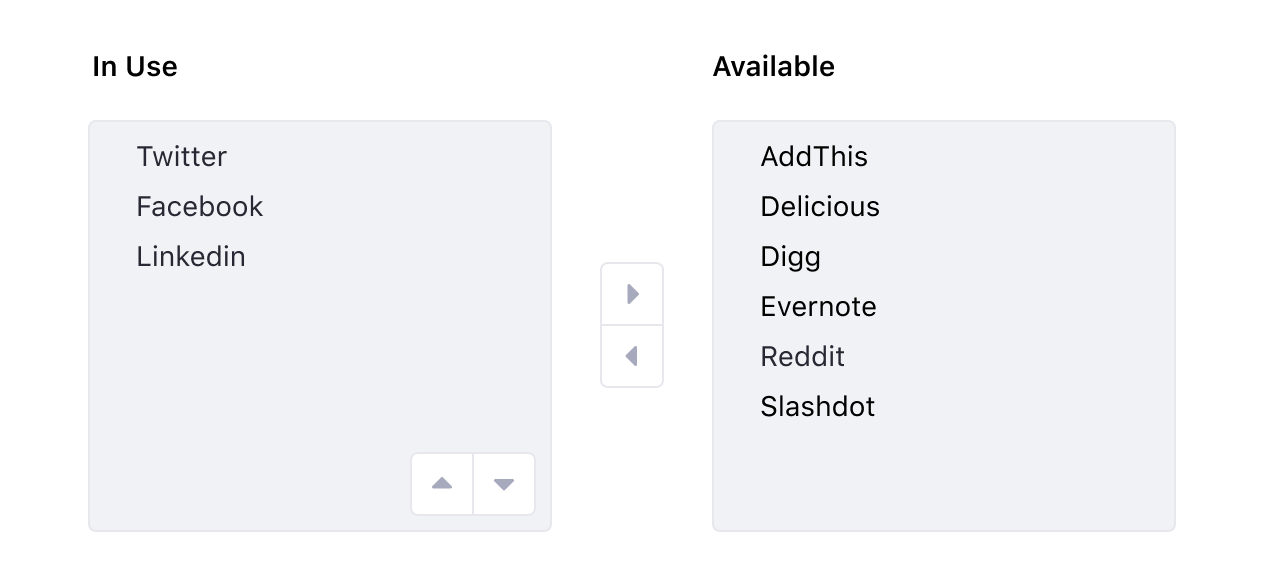 In Use
Twitter
Facebook
Linkedin
Available
AddThis
Delicious
Digg
Evernote
Reddit
Slashdot